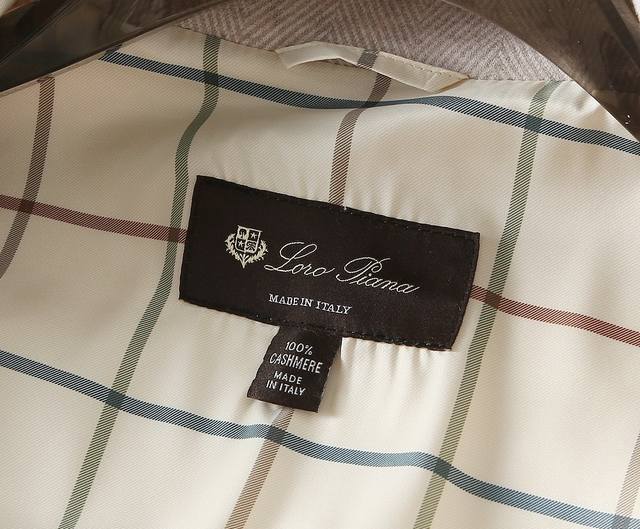 Loro Piana
MADE IN ITALY
100%
CASHMERE
MADE
IN ITALY